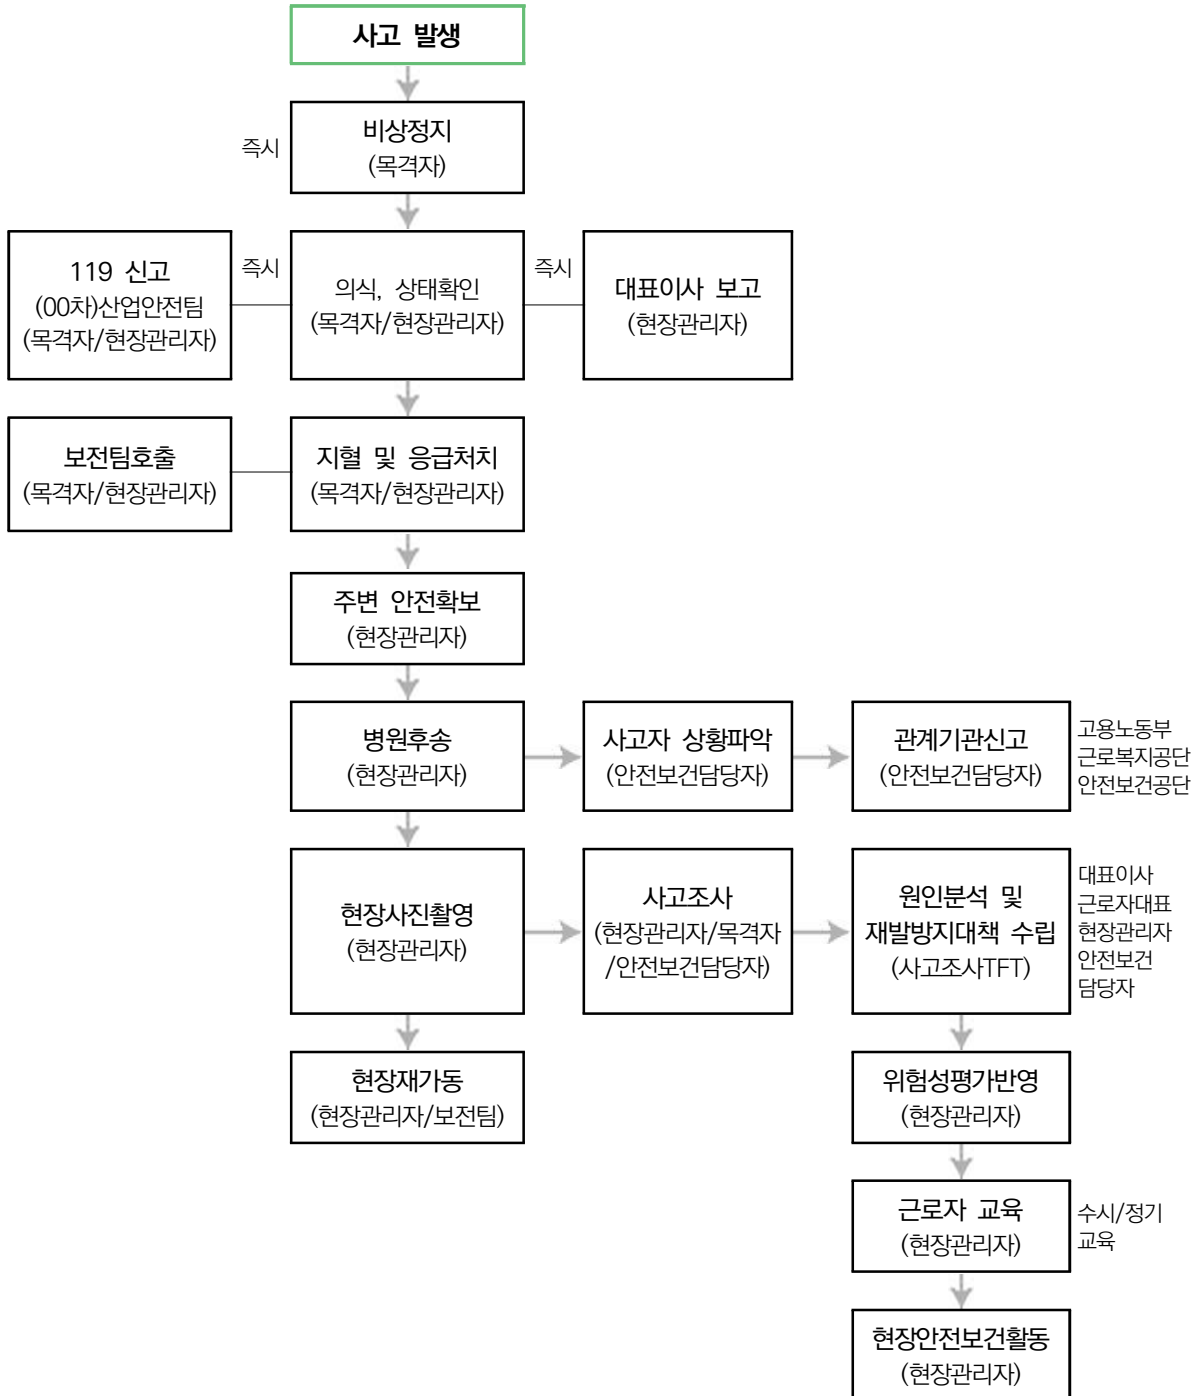 사고 발생
즉시
비상정지
(목격자)
119 신고
(00차)산업안전팀
(목격자/현장관리자)
즉시
의식, 상태확인
(목격자/현장관리자)
즉시
대표이사 보고
(현장관리자)
보전팀호출
(목격자/현장관리자)
지혈 및 응급처치
(목격자/현장관리자)
주변 안전확보
(현장관리자)
병원후송
(현장관리자)
사고자 상황파악
(안전보건담당자)
관계기관신고
(안전보건담당자)
고용노동부
근로복지공단
안전보건공단
현장사진촬영
(현장관리자)
사고조사
(현장관리자/목격자
/안전보건담당자)
원인분석 및
재발방지대책 수립
(사고조사TFT)
대표이사
근로자대표
현장관리자
안전보건
담당자
현장재가동
(현장관리자/보전팀)
위험성평가반영
(현장관리자)
근로자 교육
(현장관리자)
수시/정기
교육
현장안전보건활동
(현장관리자)